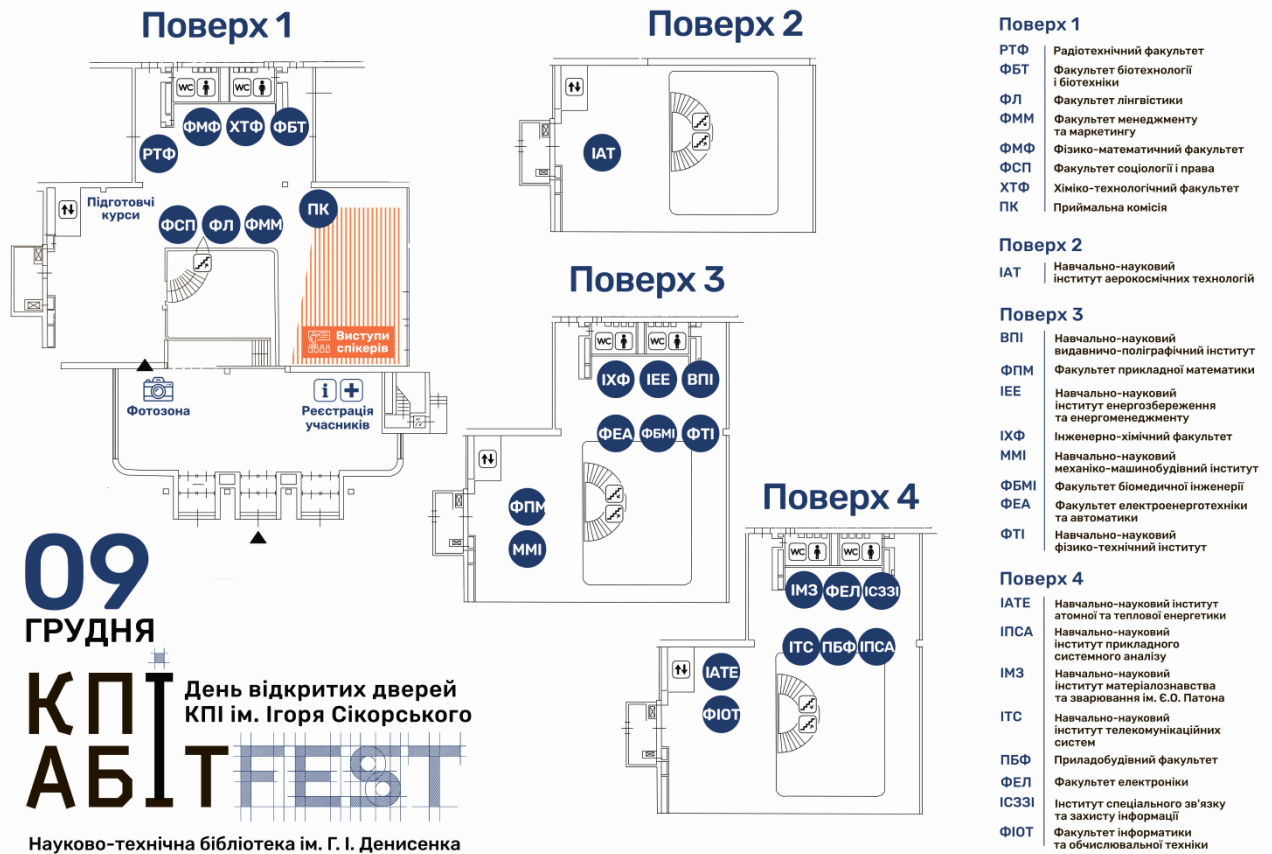 Поверх 1
WC
WC
ФМФ
ХТФ
ФБТ
РТФ
Підготовчі
курси
ФСП
ФЛ
ФММ
ПК
Виступи
спікерів
Фотозона
i
Реєстрація
учасників
Поверх 2
ІАТ
Поверх 3
WC
WC
ІХФ
ІЕЕ
ВПІ
ФЕА
ФБМІ
ФТІ
ФПМ
ММІ
Поверх 4
WC
WC
ІМЗ
ФЕЛ
ІСЗЗІ
ІТС
ПБФ
ІПСА
ІАТЕ
ФІОТ
09
ГРУДНЯ
КПІ
АБІТFEST
День відкритих дверей
КПІ ім. Ігоря Сікорського
Науково-технічна бібліотека ім. Г. І. Денисенка
Поверх 1
РТФ Радіотехнічний факультет
ФБТ Факультет біотехнології
і біотехніки
ФЛ Факультет лінгвістики
ФММ Факультет менеджменту
та маркетингу
ФМФ Фізико-математичний факультет
ФСП Факультет соціології і права
ХТФ Хіміко-технологічний факультет
ПК Приймальна комісія
Поверх 2
ІАТ Навчально-науковий
інститут аерокосмічних технологій
Поверх 3
ВПІ Навчально-науковий
видавничо-поліграфічний інститут
ФПМ Факультет прикладної математики
ІЕЕ Навчально-науковий
інститут енергозбереження
та енергоменеджменту
ІХФ Інженерно-хімічний факультет
ММІ Навчально-науковий
механіко-машинобудівний інститут
ФБМІ Факультет біомедичної інженерії
ФЕА Факультет електроенерготехніки
та автоматики
ФТІ Навчально-науковий
фізико-технічний інститут
Поверх 4
ІАТЕ Навчально-науковий інститут
атомної та теплової енергетики
ІПСА Навчально-науковий
інститут прикладного
системного аналізу
ІМЗ Навчально-науковий
інститут матеріалознавства
та зварювання ім. Є.О. Патона
ІТС Навчально-науковий
інститут телекомунікаційних
систем
ПБФ Приладобудівний факультет
ФЕЛ Факультет електроніки
ІСЗЗІ Інститут спеціального зв'язку
та захисту інформації
ФІОТ Факультет інформатики
та обчислювальної техніки